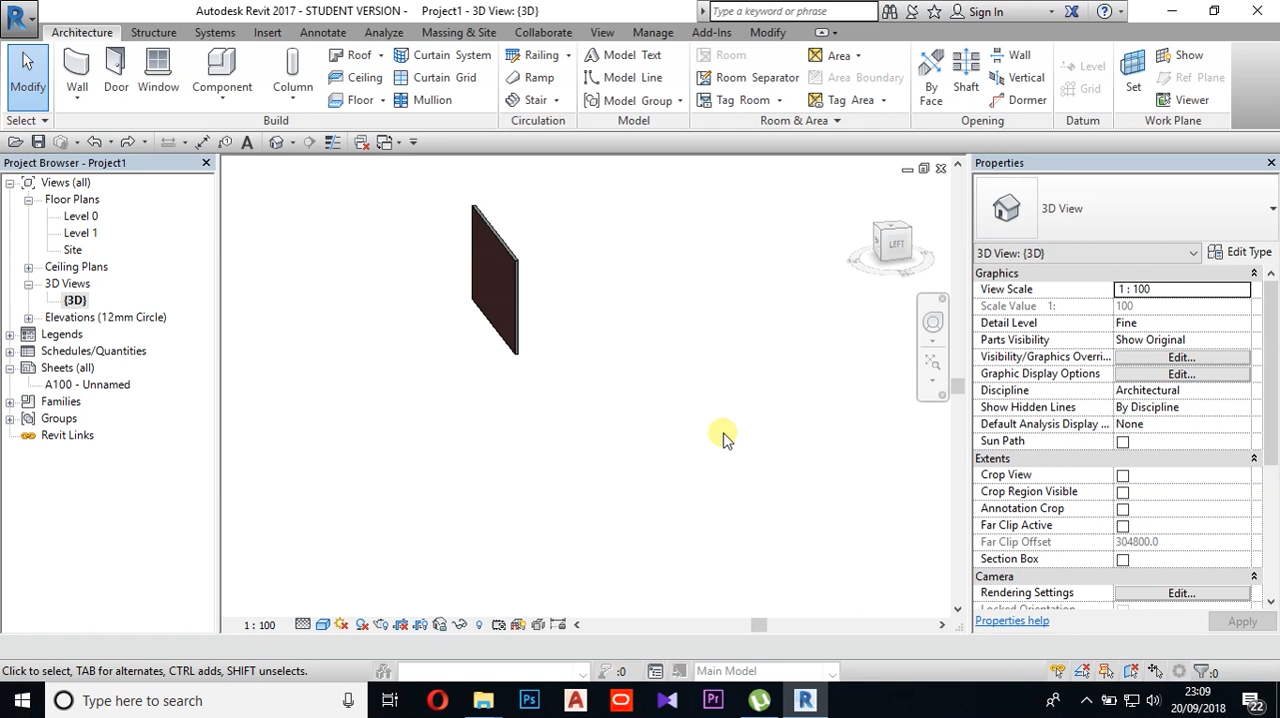 Autodesk Revit 2017 - STUDENT VERSION - Project1 - 3D View: {3D}
Type a keyword or phrase
Sign In
Architecture Structure Systems Insert Annotate Analyze Massing & Site Collaborate View Manage Add-Ins Modify
Modify
Select
Wall
Door
Window
Component
Column
Roof
Ceiling
Floor
Curtain System
Curtain Grid
Mullion
Build
Railing
Ramp
Stair
Circulation
Model Text
Model Line
Model Group
Model
Room
Room Separator
Tag Room
Area
Area Boundary
Tag Area
Room & Area
By
Face
Shaft
Wall
Vertical
Dormer
Opening
Level
Grid
Datum
Set
Show
Ref Plane
Viewer
Work Plane
Project Browser - Project1
Views (all)
Floor Plans
Level 0
Level 1
Site
Ceiling Plans
3D Views
{3D}
Elevations (12mm Circle)
Legends
Schedules/Quantities
Sheets (all)
A100 - Unnamed
Families
Groups
Revit Links
LEFT
Properties
3D View
3D View: {3D}
Edit Type
Graphics
View Scale 1 : 100
Scale Value 1: 100
Detail Level Fine
Parts Visibility Show Original
Visibility/Graphics Overri... Edit...
Graphic Display Options Edit...
Discipline Architectural
Show Hidden Lines By Discipline
Default Analysis Display ... None
Sun Path
Extents
Crop View
Crop Region Visible
Annotation Crop
Far Clip Active
Far Clip Offset 304800.0
Section Box
Camera
Rendering Settings Edit...
Properties help
Apply
1 : 100
Click to select, TAB for alternates, CTRL adds, SHIFT unselects.
:0
Main Model
:0
Type here to search
Ps
A
Pr
R
23:09
20/09/2018
22